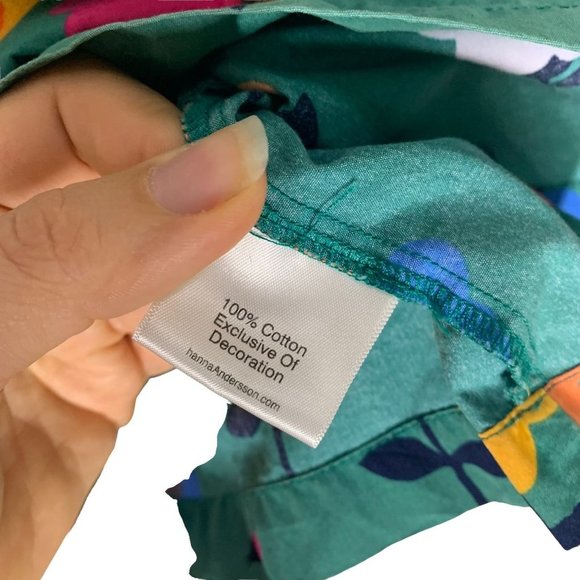 100% Cotton
Exclusive Of
Decoration
hannaAndersson.com